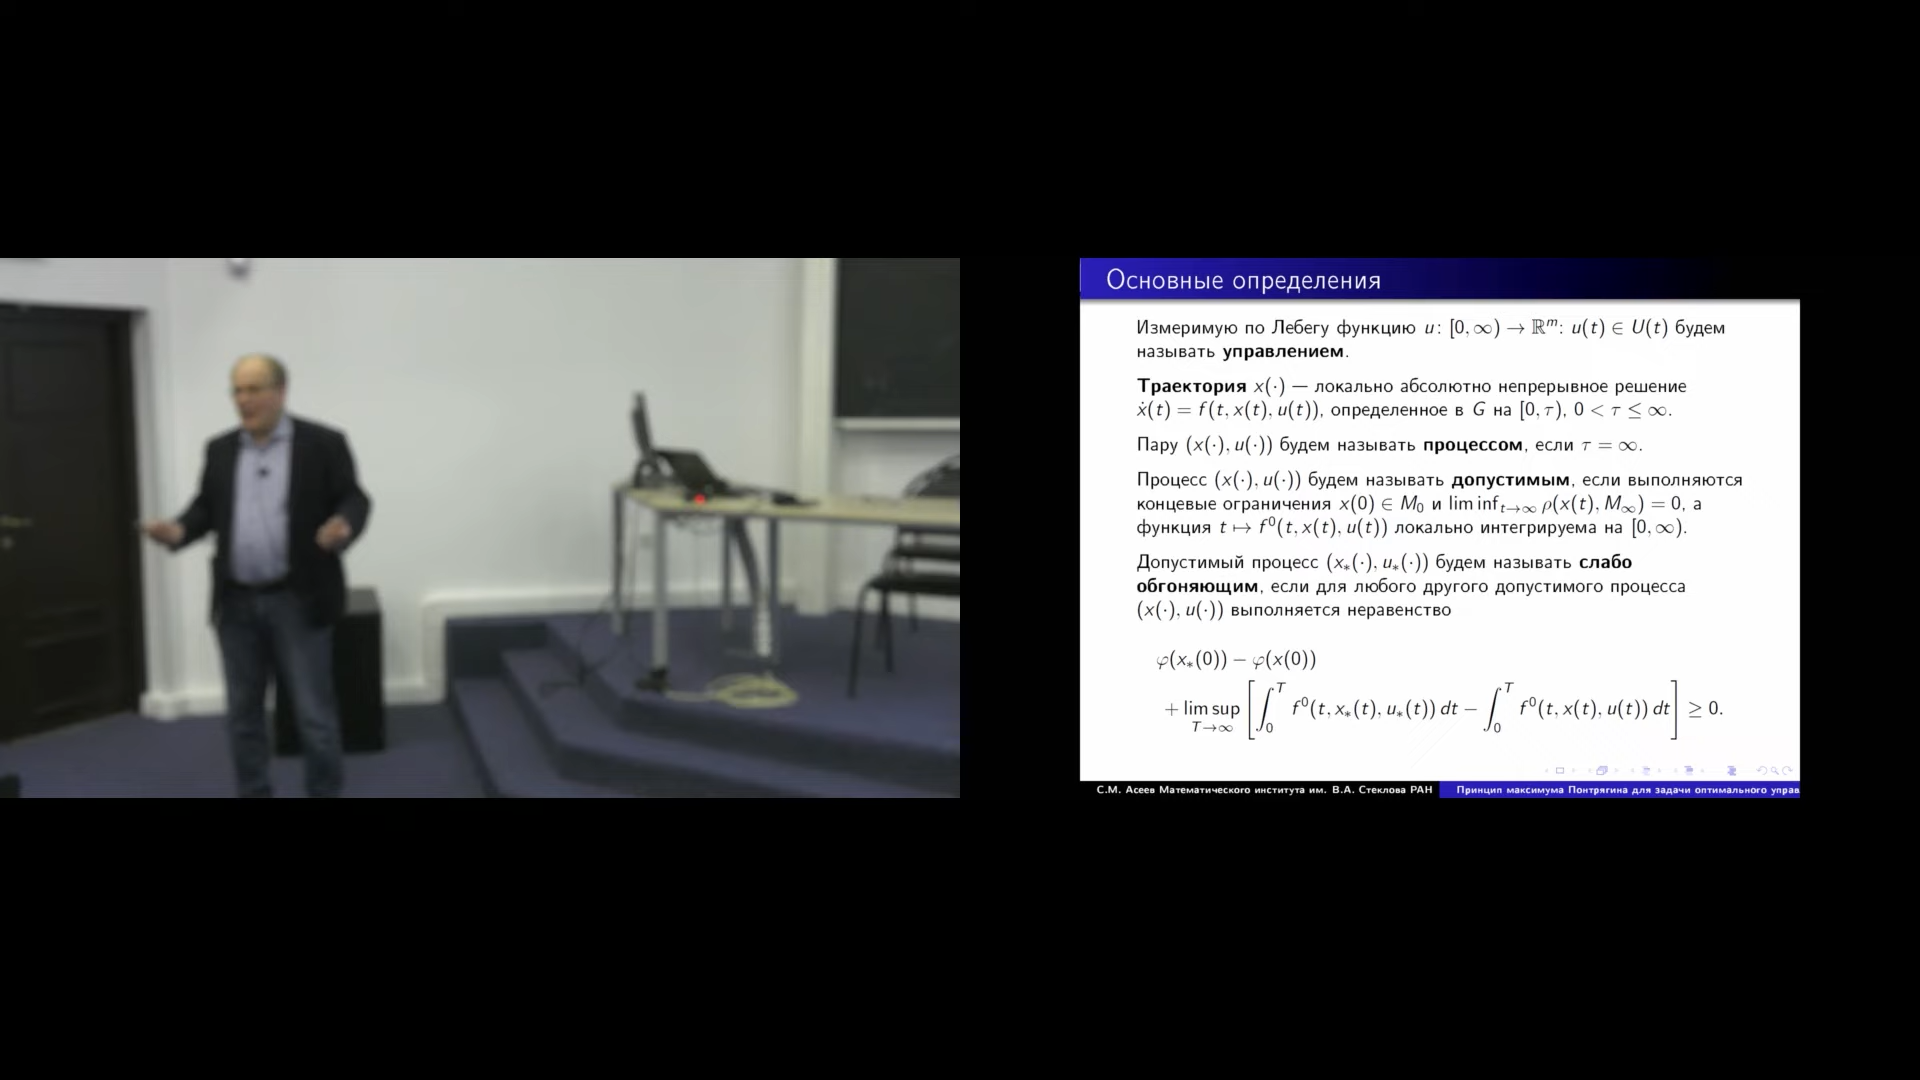 Основные определения
Измеримую по Лебегу функцию u: [0, ∞) → ℝᵐ: u(t) ∈ U(t) будем
называть управлением.
Траектория x(·) — локально абсолютно непрерывное решение
ẋ(t) = f(t, x(t), u(t)), определенное в G на [0, τ), 0 < τ ≤ ∞.
Пару (x(·), u(·)) будем называть процессом, если τ = ∞.
Процесс (x(·), u(·)) будем называть допустимым, если выполняются
концевые ограничения x(0) ∈ M₀ и lim inf_{t→∞} ρ(x(t), M_∞) = 0, а
функция t ↦ f⁰(t, x(t), u(t)) локально интегрируема на [0, ∞).
Допустимый процесс (x_*(·), u_*(·)) будем называть слабо
обгоняющим, если для любого другого допустимого процесса
(x(·), u(·)) выполняется неравенство
φ(x_*(0)) − φ(x(0))
+ lim sup_{T→∞} [∫₀ᵀ f⁰(t, x_*(t), u_*(t)) dt − ∫₀ᵀ f⁰(t, x(t), u(t)) dt] ≥ 0.
С.М. Асеев Математического института им. В.А. Стеклова РАН Принцип максимума Понтрягина для задачи оптимального управ